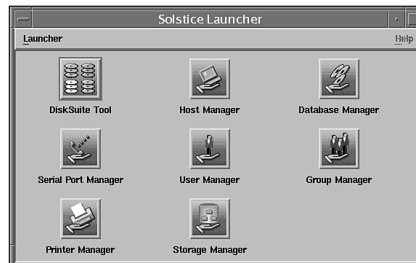 Solstice Launcher
Launcher Help
DiskSuite Tool Host Manager Database Manager
Serial Port Manager User Manager Group Manager
Printer Manager Storage Manager